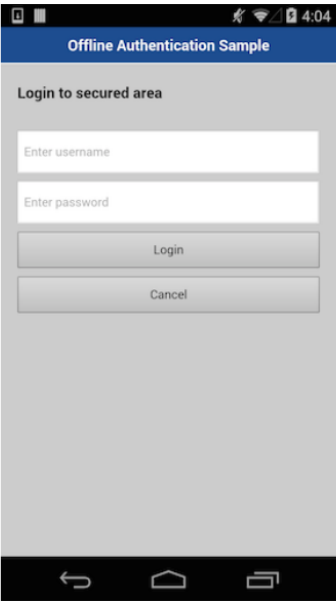 4:04
Offline Authentication Sample
Login to secured area
Enter username
Enter password
Login
Cancel